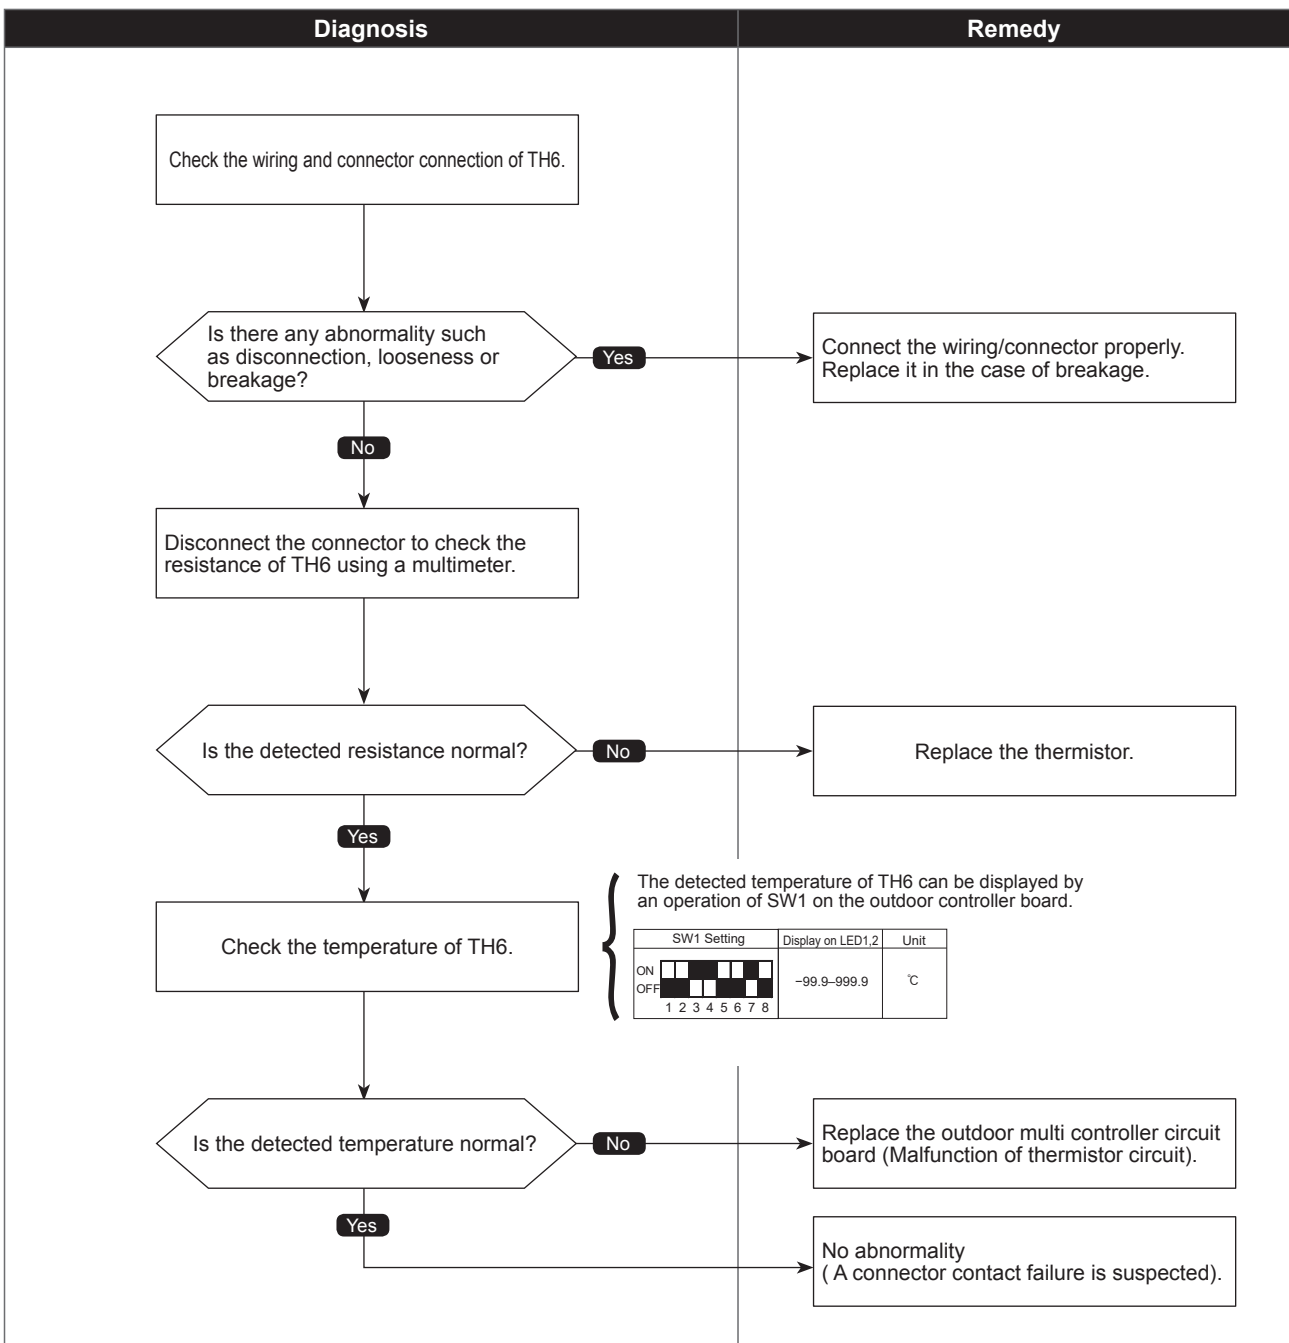 Diagnosis
Remedy
Check the wiring and connector connection of TH6.
Is there any abnormality such
as disconnection, looseness or
breakage?
Yes
Connect the wiring/connector properly.
Replace it in the case of breakage.
No
Disconnect the connector to check the
resistance of TH6 using a multimeter.
Is the detected resistance normal?
No
Replace the thermistor.
Yes
The detected temperature of TH6 can be displayed by
an operation of SW1 on the outdoor controller board.
Check the temperature of TH6.
SW1 Setting
Display on LED1,2
Unit
ON
OFF
1 2 3 4 5 6 7 8
−99.9–999.9
℃
Is the detected temperature normal?
No
Replace the outdoor multi controller circuit
board (Malfunction of thermistor circuit).
Yes
No abnormality
( A connector contact failure is suspected).